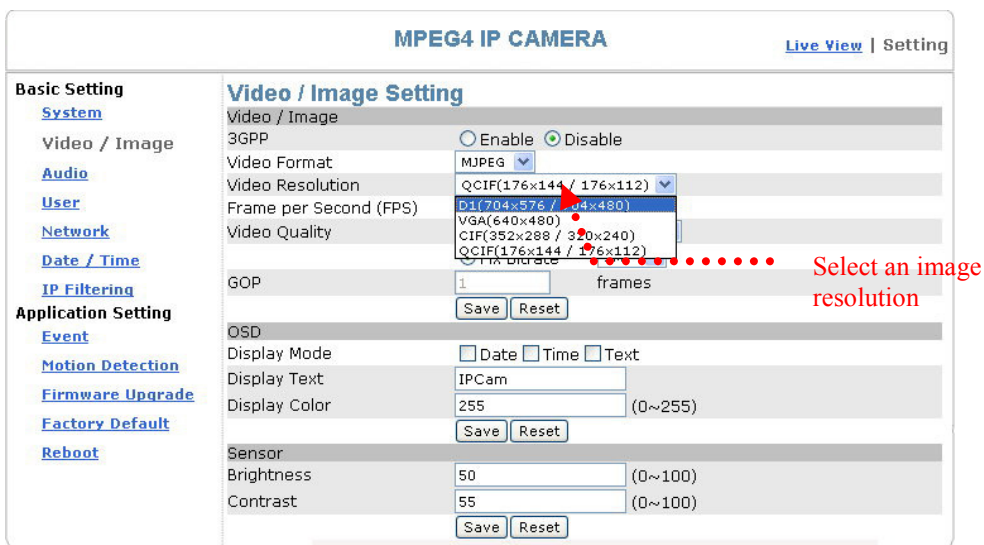 MPEG4 IP CAMERA
Live View | Setting
Basic Setting
System
Video / Image
Audio
User
Network
Date / Time
IP Filtering
Application Setting
Event
Motion Detection
Firmware Upgrade
Factory Default
Reboot
Video / Image Setting
Video / Image
3GPP Enable Disable
Video Format MJPEG
Video Resolution QCIF(176x144 / 176x112)
D1(704x576 / 704x480)
VGA(640x480)
CIF(352x288 / 320x240)
QCIF(176x144 / 176x112)
Frame per Second (FPS)
Video Quality
Fix Bitrate
GOP 1 frames
Save Reset
Select an image
resolution
OSD
Display Mode Date Time Text
Display Text IPCam
Display Color 255 (0~255)
Save Reset
Sensor
Brightness 50 (0~100)
Contrast 55 (0~100)
Save Reset